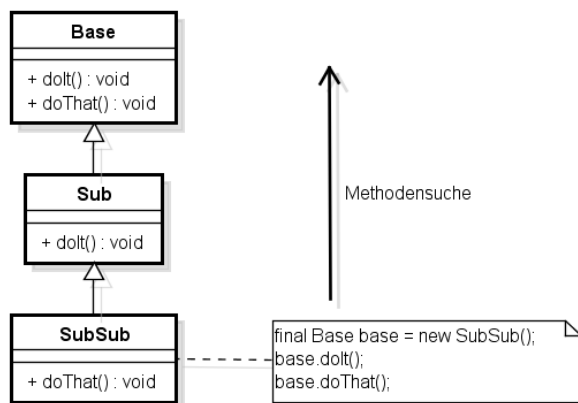 Base
+ doIt() : void
+ doThat() : void
Sub
+ doIt() : void
Methodensuche
SubSub
+ doThat() : void
final Base base = new SubSub();
base.doIt();
base.doThat();